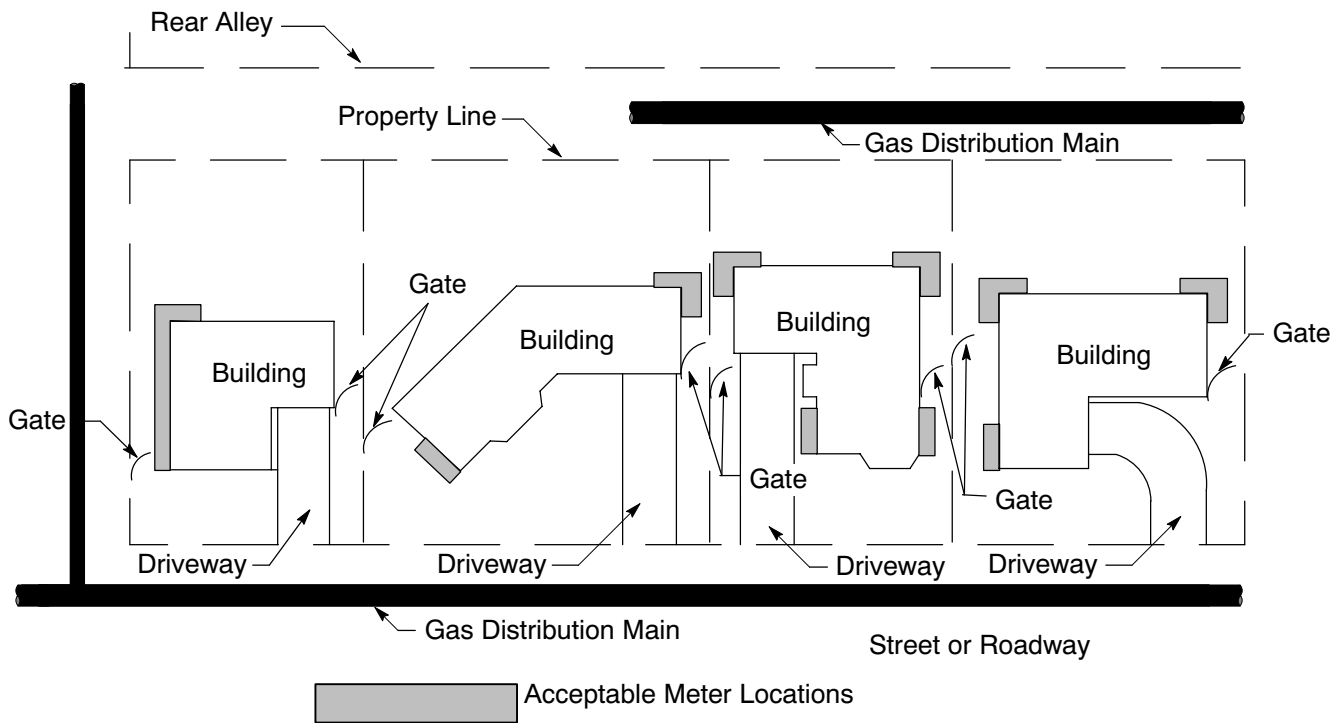 Rear Alley
Property Line
Gas Distribution Main
Gate
Building
Building
Building
Building
Gate
Gate
Gate
Gate
Driveway
Driveway
Driveway
Driveway
Gas Distribution Main
Street or Roadway
Acceptable Meter Locations